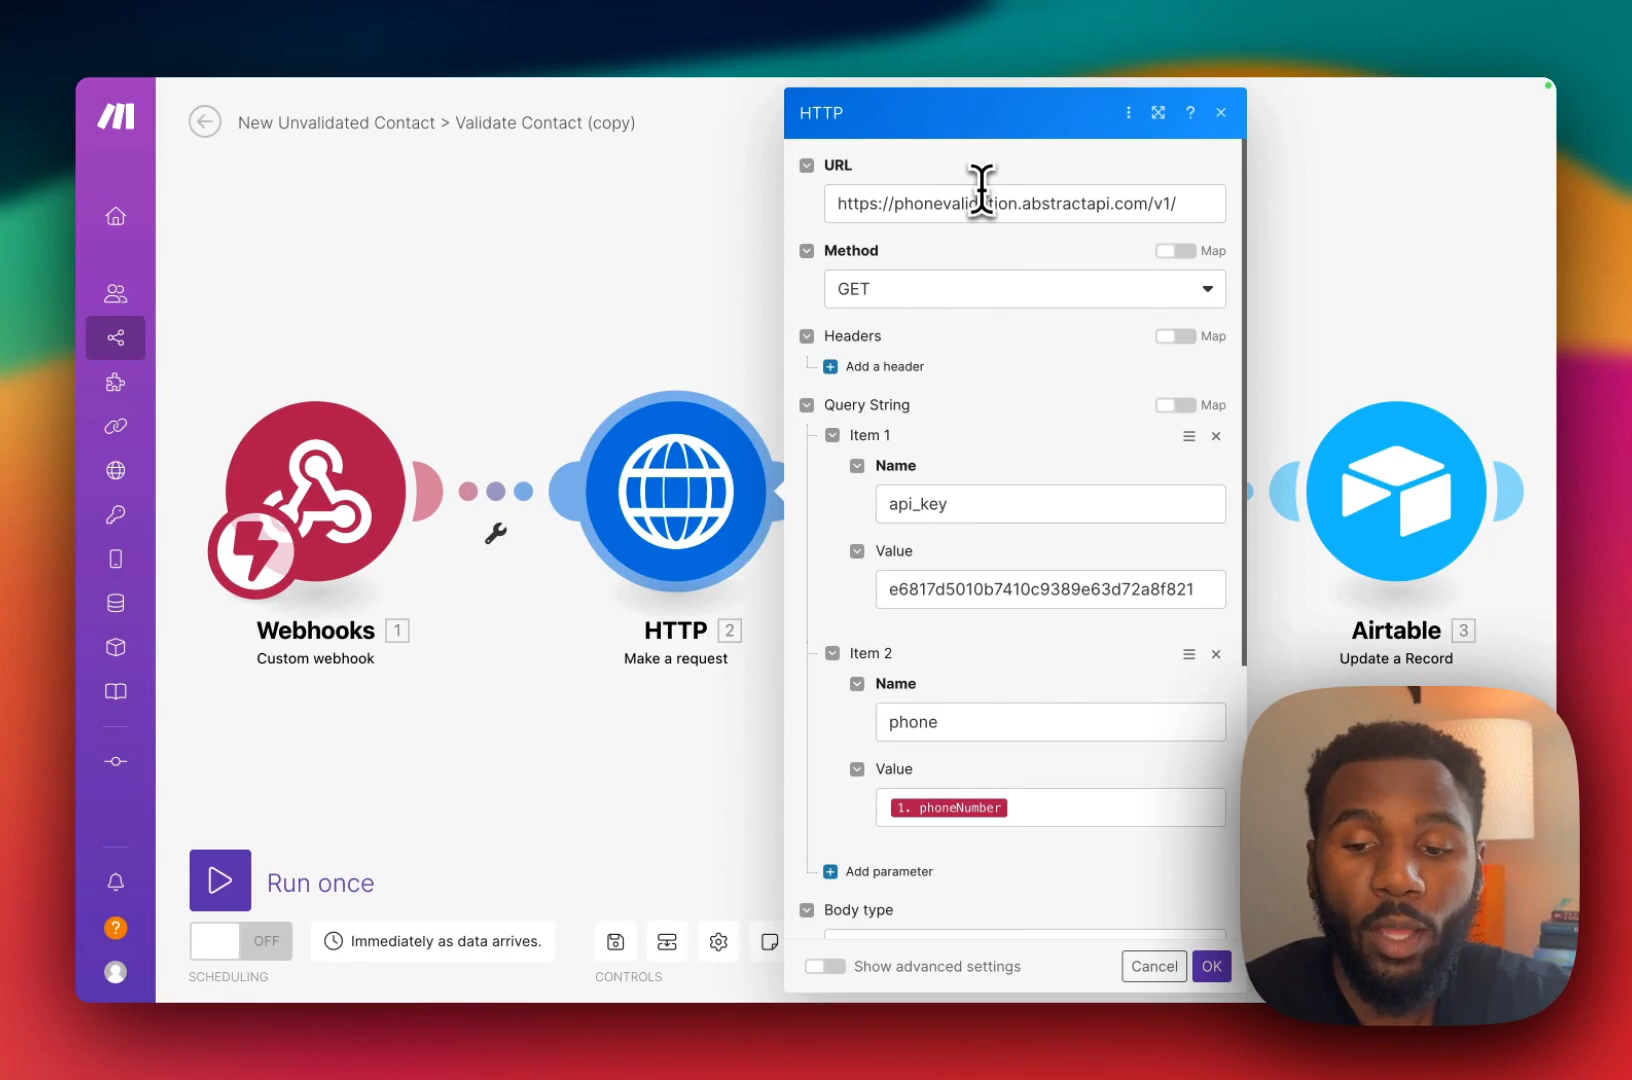 New Unvalidated Contact > Validate Contact (copy)
HTTP
?
URL
https://phonevalidation.abstractapi.com/v1/
Method
Map
GET
Headers
Map
Add a header
Query String
Map
Item 1
Name
api_key
Value
e6817d5010b7410c9389e63d72a8f821
Item 2
Name
phone
Value
1. phoneNumber
Add parameter
Body type
Show advanced settings
Cancel
OK
Webhooks 1
Custom webhook
HTTP 2
Make a request
Airtable 3
Update a Record
Run once
OFF
Immediately as data arrives.
SCHEDULING
CONTROLS
?